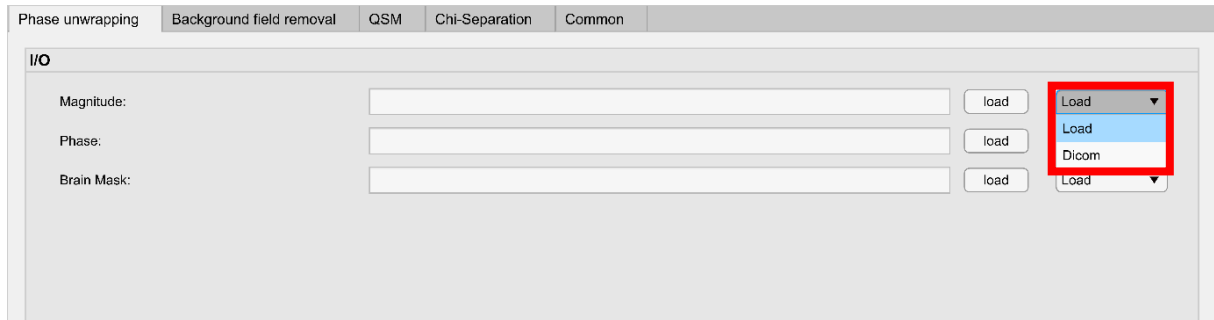 Phase unwrapping Background field removal QSM Chi-Separation Common
I/O
Magnitude: load Load
Load
Phase: load
Dicom
Brain Mask: load Load